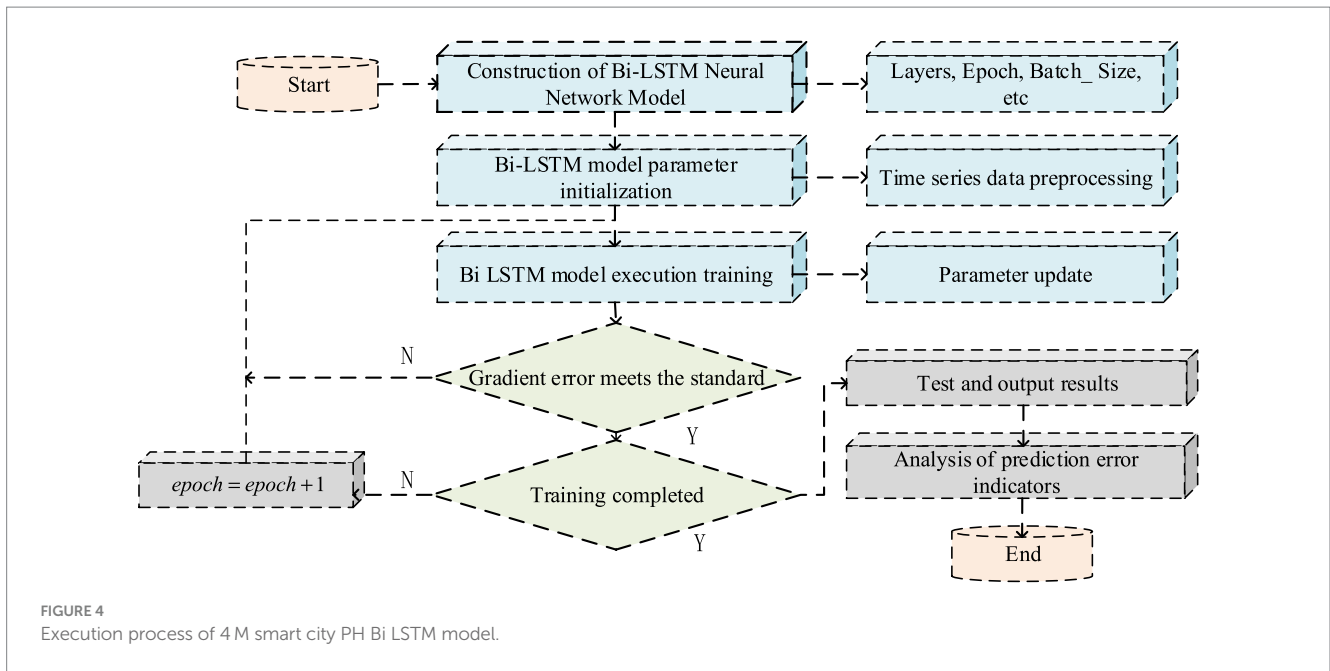 Start
Construction of Bi-LSTM Neural
Network Model
Layers, Epoch, Batch_ Size,
etc
Bi-LSTM model parameter
initialization
Time series data preprocessing
Bi LSTM model execution training
Parameter update
N
Gradient error meets the standard
Y
Test and output results
epoch = epoch +1
N
Training completed
Y
Analysis of prediction error
indicators
End
FIGURE 4
Execution process of 4 M smart city PH Bi LSTM model.